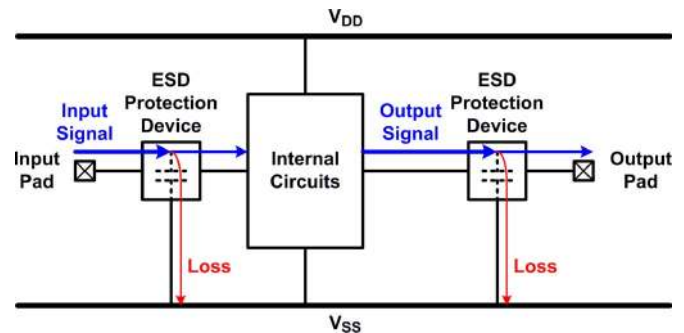 VDD
ESD
Protection
Device
Input
Signal
Input
Pad
Internal
Circuits
Output
Signal
ESD
Protection
Device
Output
Pad
Loss
Loss
VSS